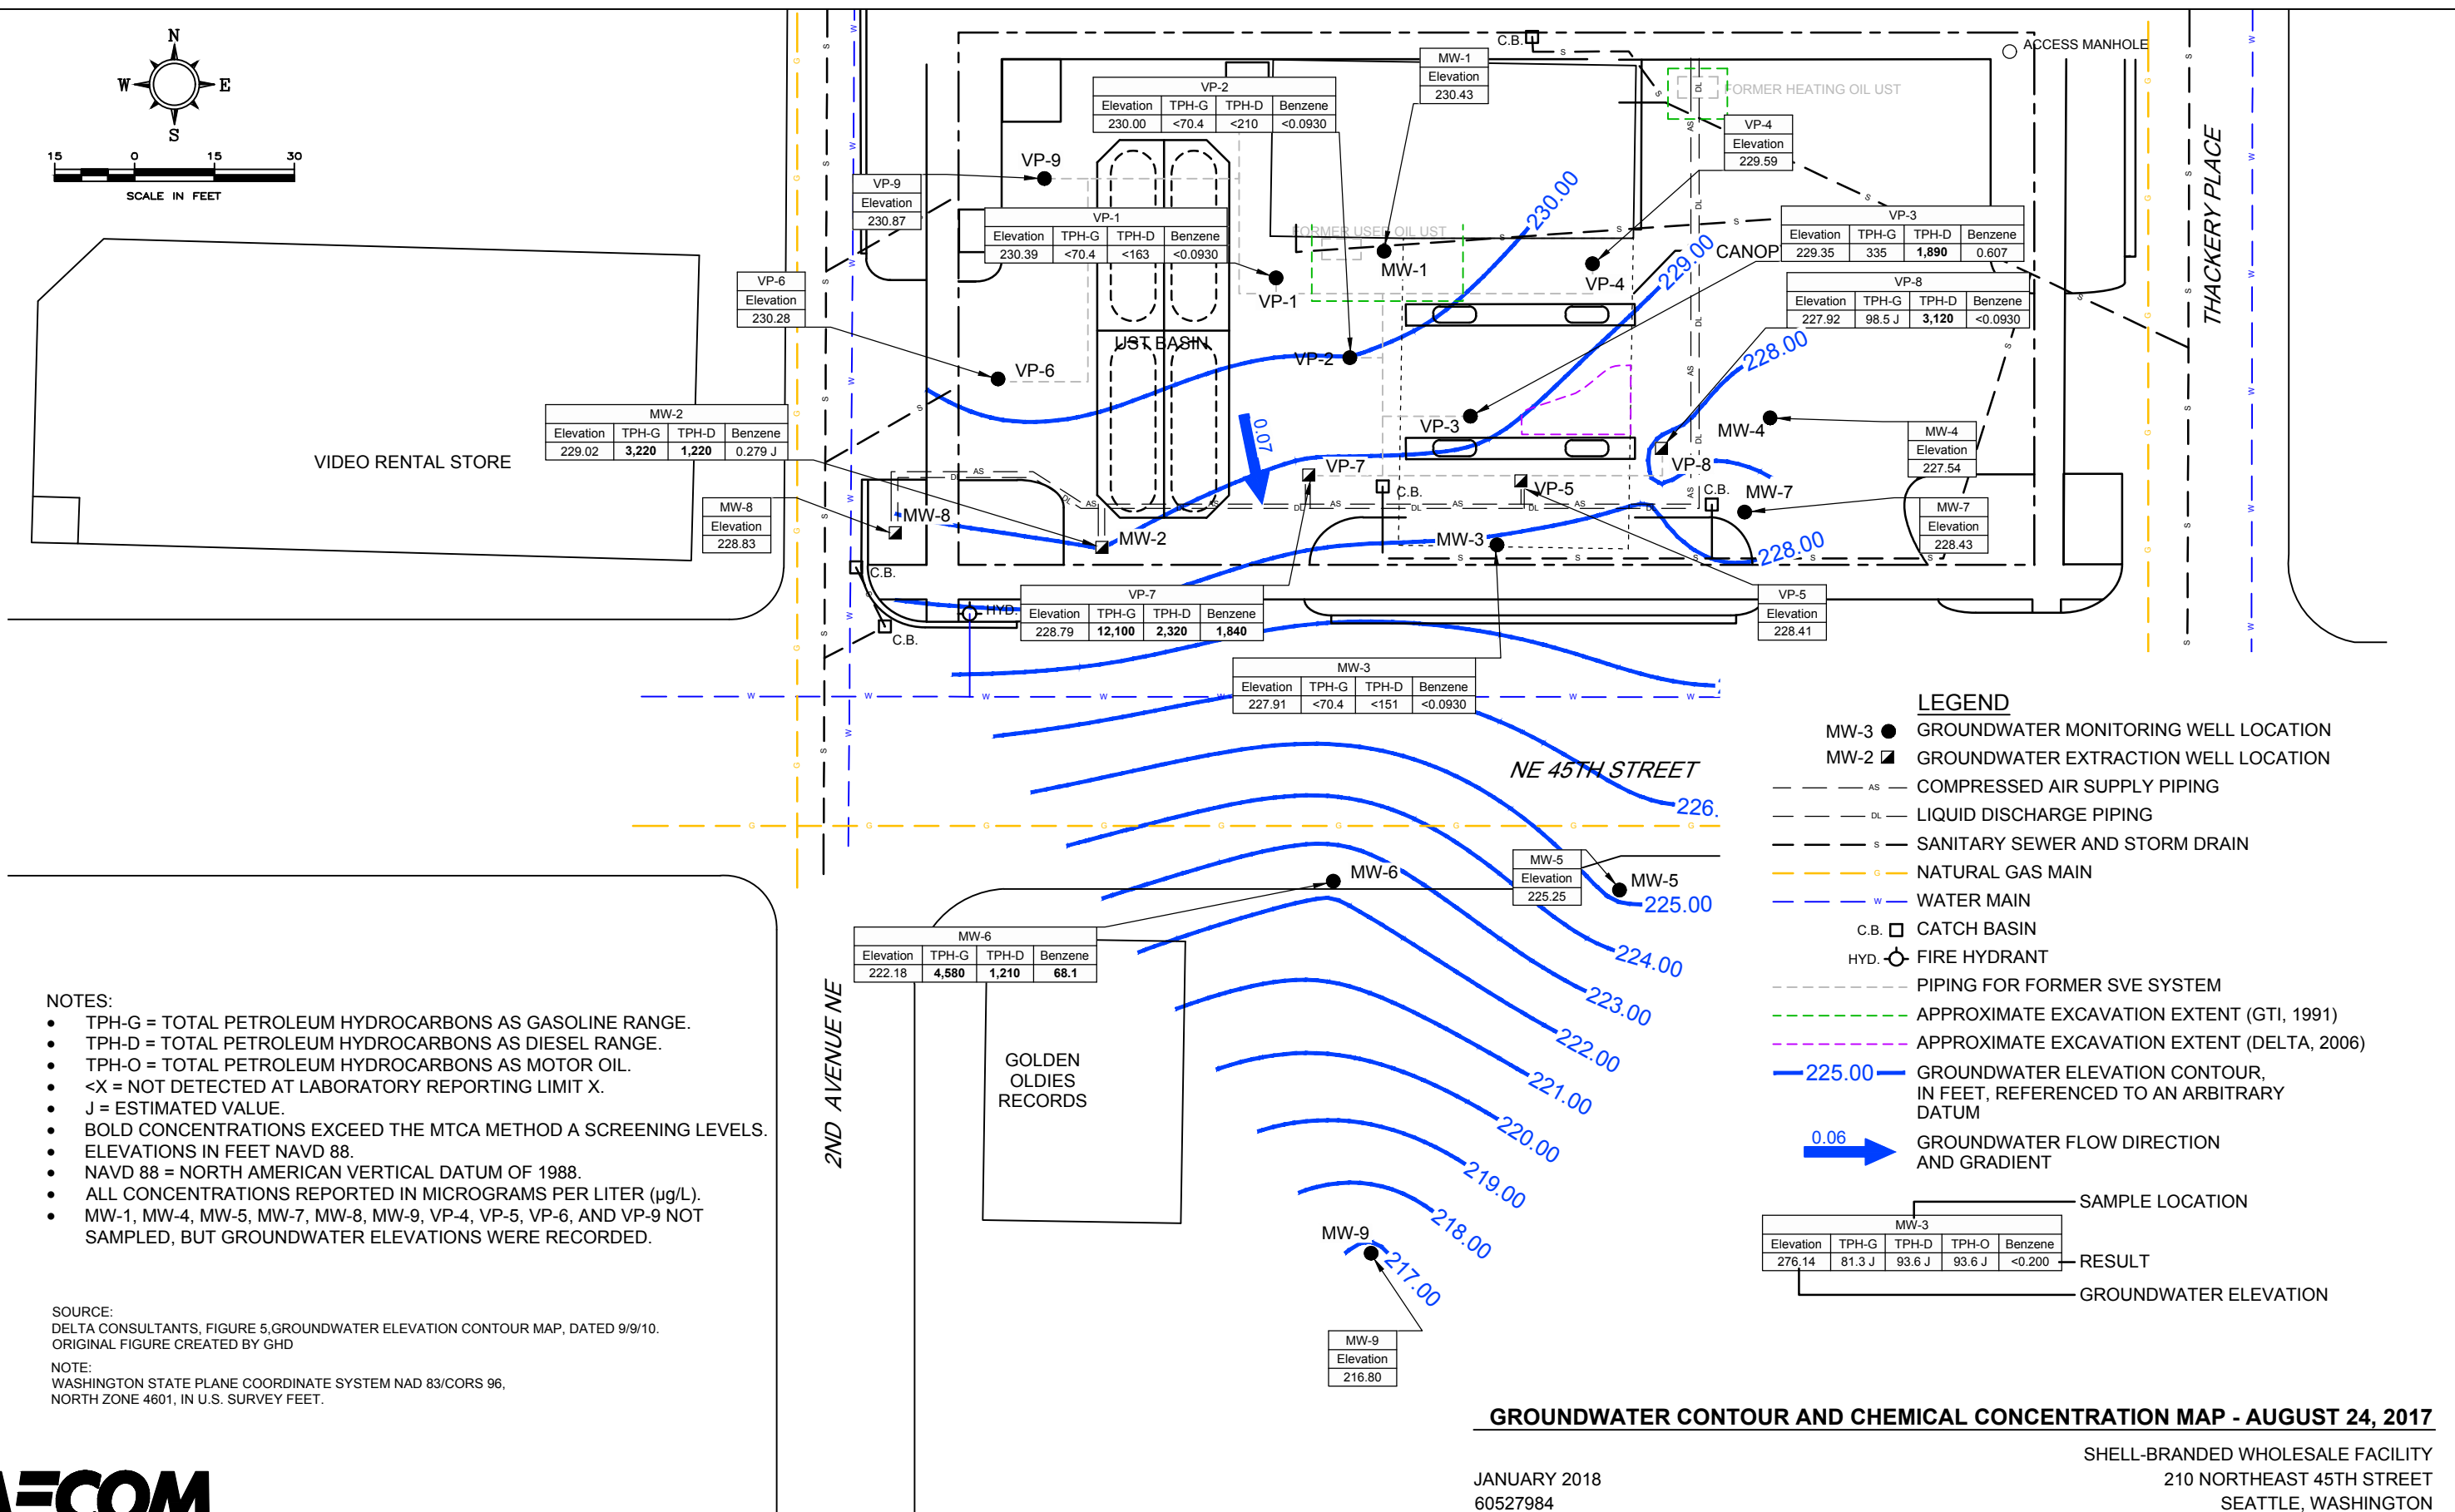 N
W E
S
15 0 15 30
SCALE IN FEET
C.B.
ACCESS MANHOLE
MW-1
Elevation
230.43
VP-2
Elevation TPH-G TPH-D Benzene
230.00 <70.4 <210 <0.0930
FORMER HEATING OIL UST
VP-4
Elevation
229.59
THACKERY PLACE
VP-9
VP-9
Elevation
230.87
230.00
VP-1
Elevation TPH-G TPH-D Benzene
230.39 <70.4 <163 <0.0930
FORMER USED OIL UST
MW-1
VP-1
VP-4
229.00
CANOP
VP-3
Elevation TPH-G TPH-D Benzene
229.35 335 1,890 0.607
VP-6
Elevation
230.28
VP-8
Elevation TPH-G TPH-D Benzene
227.92 98.5 J 3,120 <0.0930
UST BASIN
VP-2
VP-6
228.00
MW-2
Elevation TPH-G TPH-D Benzene
229.02 3,220 1,220 0.279 J
0.07
VP-3
MW-4
MW-4
Elevation
227.54
VIDEO RENTAL STORE
VP-7
VP-8
VP-5
C.B.
C.B.
MW-7
MW-8
Elevation
228.83
MW-8
MW-7
Elevation
228.43
MW-2
MW-3
228.00
C.B.
VP-7
Elevation TPH-G TPH-D Benzene
228.79 12,100 2,320 1,840
HYD.
VP-5
Elevation
228.41
C.B.
MW-3
Elevation TPH-G TPH-D Benzene
227.91 <70.4 <151 <0.0930
NE 45TH STREET
226.
MW-6
MW-5
Elevation
225.25
MW-5
225.00
MW-6
Elevation TPH-G TPH-D Benzene
222.18 4,580 1,210 68.1
224.00
223.00
222.00
221.00
220.00
219.00
218.00
217.00
2ND AVENUE NE
GOLDEN
OLDIES
RECORDS
MW-9
MW-9
Elevation
216.80
LEGEND
MW-3 GROUNDWATER MONITORING WELL LOCATION
MW-2 GROUNDWATER EXTRACTION WELL LOCATION
AS COMPRESSED AIR SUPPLY PIPING
DL LIQUID DISCHARGE PIPING
S SANITARY SEWER AND STORM DRAIN
G NATURAL GAS MAIN
W WATER MAIN
C.B. CATCH BASIN
HYD. FIRE HYDRANT
PIPING FOR FORMER SVE SYSTEM
APPROXIMATE EXCAVATION EXTENT (GTI, 1991)
APPROXIMATE EXCAVATION EXTENT (DELTA, 2006)
225.00 GROUNDWATER ELEVATION CONTOUR,
IN FEET, REFERENCED TO AN ARBITRARY
DATUM
0.06 GROUNDWATER FLOW DIRECTION
AND GRADIENT
SAMPLE LOCATION
MW-3
Elevation TPH-G TPH-D TPH-O Benzene
276.14 81.3 J 93.6 J 93.6 J <0.200
RESULT
GROUNDWATER ELEVATION
NOTES:
• TPH-G = TOTAL PETROLEUM HYDROCARBONS AS GASOLINE RANGE.
• TPH-D = TOTAL PETROLEUM HYDROCARBONS AS DIESEL RANGE.
• TPH-O = TOTAL PETROLEUM HYDROCARBONS AS MOTOR OIL.
• <X = NOT DETECTED AT LABORATORY REPORTING LIMIT X.
• J = ESTIMATED VALUE.
• BOLD CONCENTRATIONS EXCEED THE MTCA METHOD A SCREENING LEVELS.
• ELEVATIONS IN FEET NAVD 88.
• NAVD 88 = NORTH AMERICAN VERTICAL DATUM OF 1988.
• ALL CONCENTRATIONS REPORTED IN MICROGRAMS PER LITER (µg/L).
• MW-1, MW-4, MW-5, MW-7, MW-8, MW-9, VP-4, VP-5, VP-6, AND VP-9 NOT
SAMPLED, BUT GROUNDWATER ELEVATIONS WERE RECORDED.
SOURCE:
DELTA CONSULTANTS, FIGURE 5,GROUNDWATER ELEVATION CONTOUR MAP, DATED 9/9/10.
ORIGINAL FIGURE CREATED BY GHD
NOTE:
WASHINGTON STATE PLANE COORDINATE SYSTEM NAD 83/CORS 96,
NORTH ZONE 4601, IN U.S. SURVEY FEET.
AECOM
GROUNDWATER CONTOUR AND CHEMICAL CONCENTRATION MAP - AUGUST 24, 2017
SHELL-BRANDED WHOLESALE FACILITY
JANUARY 2018 210 NORTHEAST 45TH STREET
60527984 SEATTLE, WASHINGTON